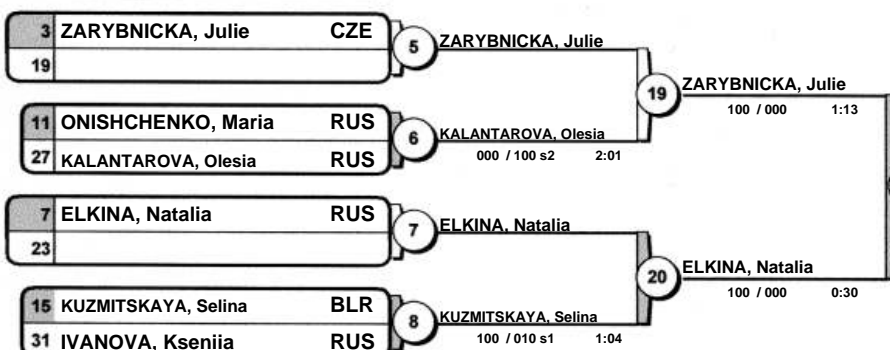 3 ZARYBNICKA, Julie CZE
19
5
ZARYBNICKA, Julie
11 ONISHCHENKO, Maria RUS
27 KALANTAROVA, Olesia RUS
6
KALANTAROVA, Olesia
000 / 100 s2 2:01
19
ZARYBNICKA, Julie
100 / 000 1:13
7 ELKINA, Natalia RUS
23
7
ELKINA, Natalia
15 KUZMITSKAYA, Selina BLR
31 IVANOVA, Kseniia RUS
8
KUZMITSKAYA, Selina
100 / 010 s1 1:04
20
ELKINA, Natalia
100 / 000 0:30